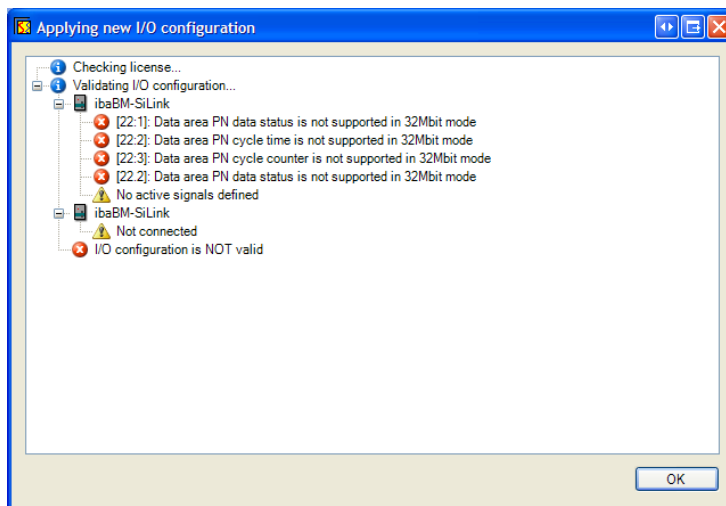 Applying new I/O configuration
Checking license...
Validating I/O configuration...
ibaBM-SiLink
[22:1]: Data area PN data status is not supported in 32Mbit mode
[22:2]: Data area PN cycle time is not supported in 32Mbit mode
[22:3]: Data area PN cycle counter is not supported in 32Mbit mode
[22.2]: Data area PN data status is not supported in 32Mbit mode
No active signals defined
ibaBM-SiLink
Not connected
I/O configuration is NOT valid
OK